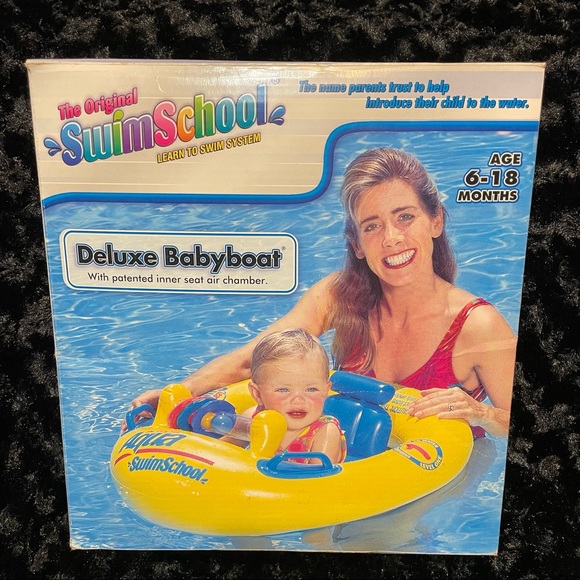 The Original
SwimSchool
LEARN TO SWIM SYSTEM
The name parents trust to help
introduce their child to the water.
AGE
6-18
MONTHS
Deluxe Babyboat®
With patented inner seat air chamber.
Aqua
SwimSchool